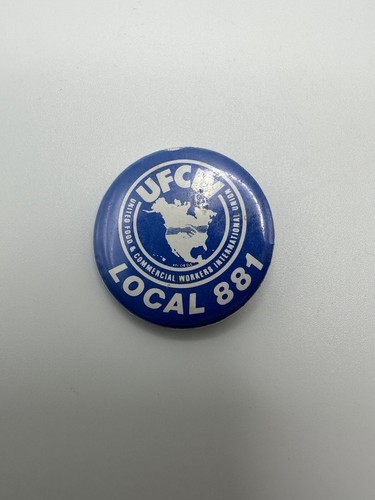 UFCW
UNITED FOOD & COMMERCIAL WORKERS INTERNATIONAL UNION
LOCAL 881